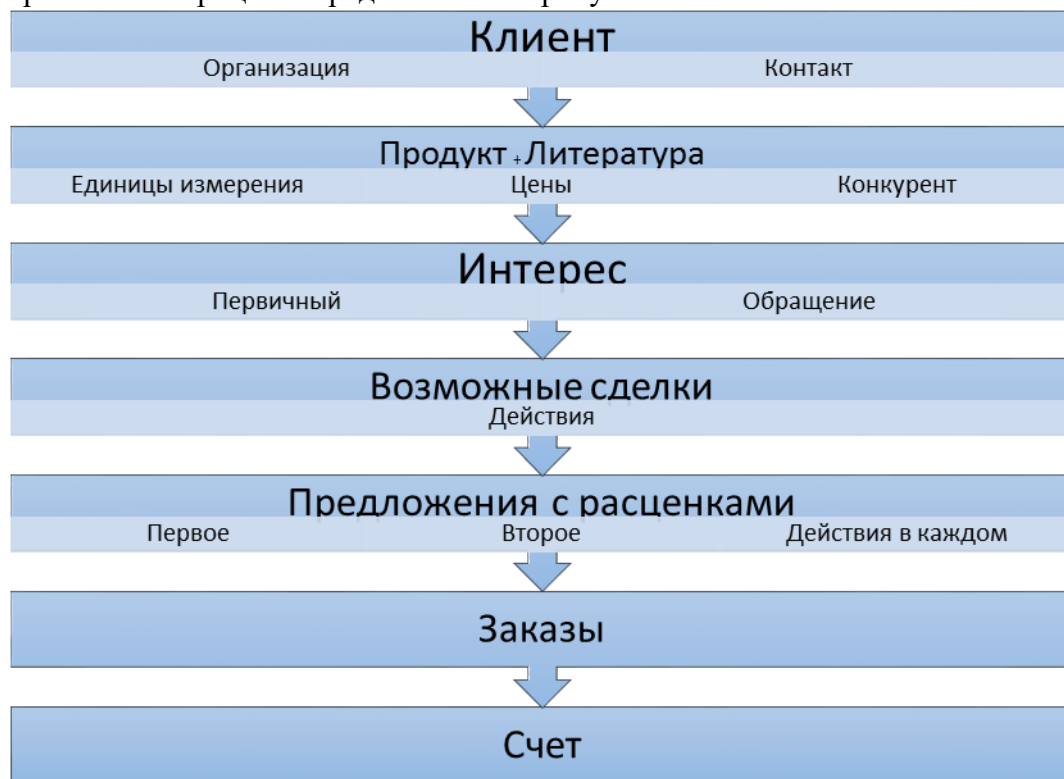 Клиент
Организация Контакт
Продукт + Литература
Единицы измерения Цены Конкурент
Интерес
Первичный Обращение
Возможные сделки
Действия
Предложения с расценками
Первое Второе Действия в каждом
Заказы
Счет